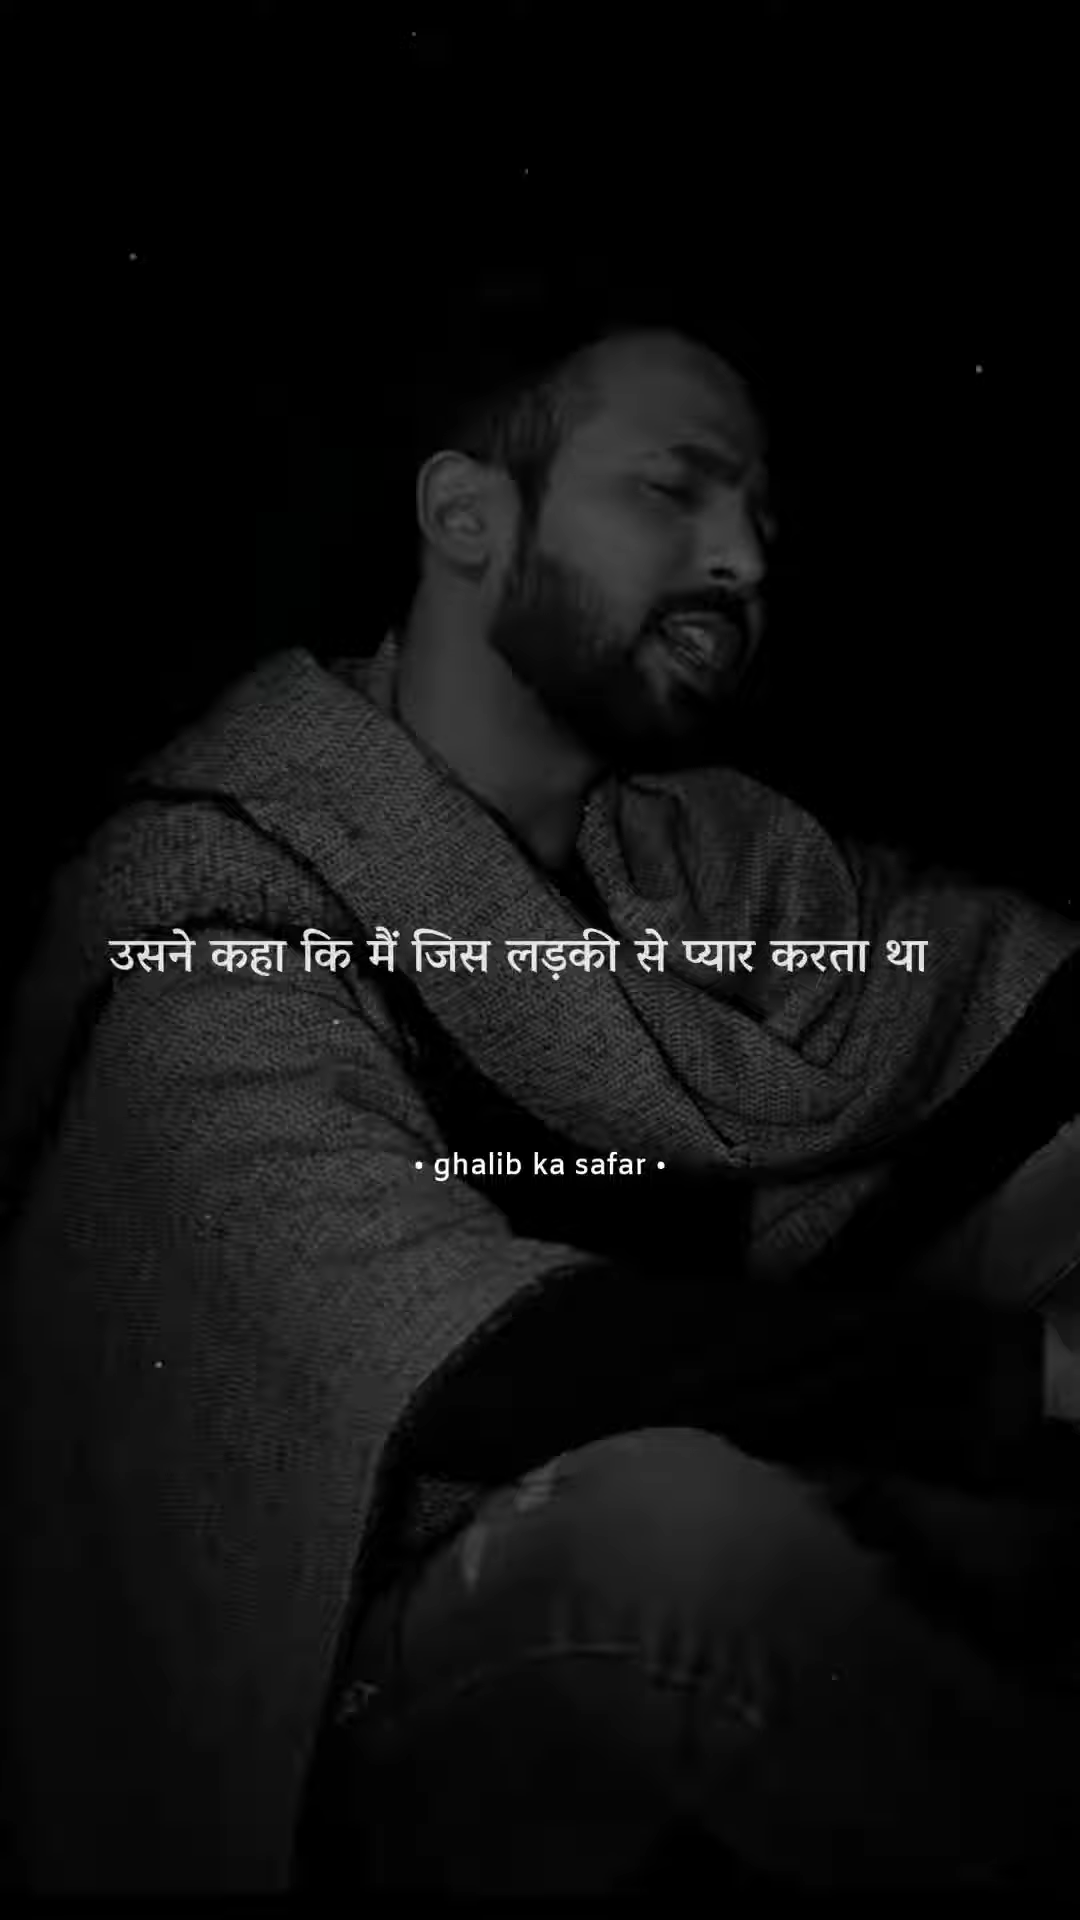 उसने कहा कि मैं जिस लड़की से प्यार करता था
• ghalib ka safar •